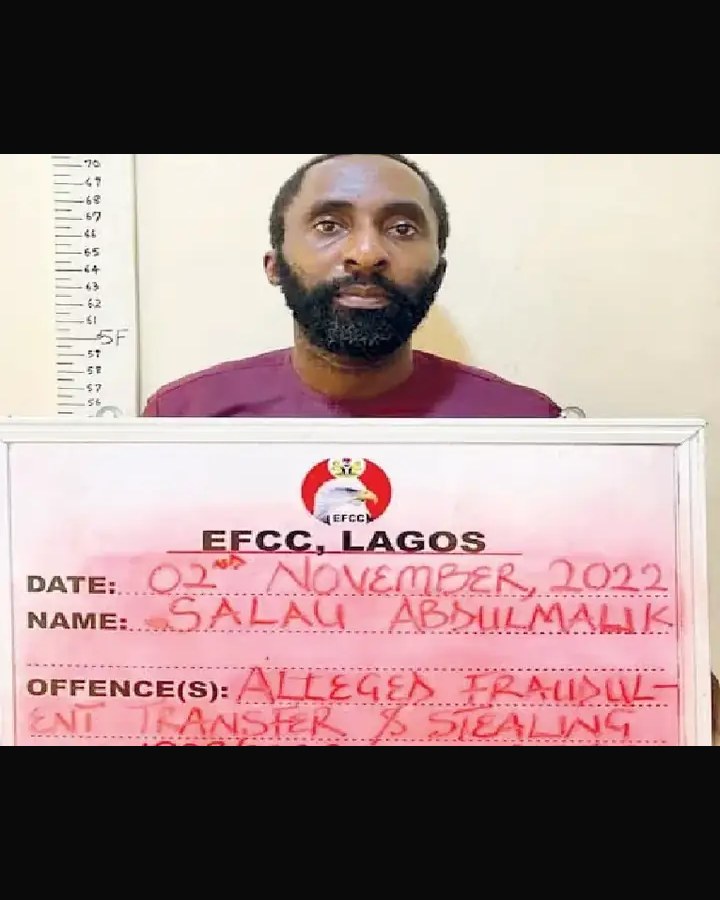 70
69
68
67
66
65
64
63
62
61
5F
59
58
57
56
EFCC
EFCC, LAGOS
DATE: 02ND NOVEMBER, 2022
NAME: SALAU ABDULMALIK
OFFENCE(S): ALLEGED FRAUDUL-
ENT TRANSFER & STEALING